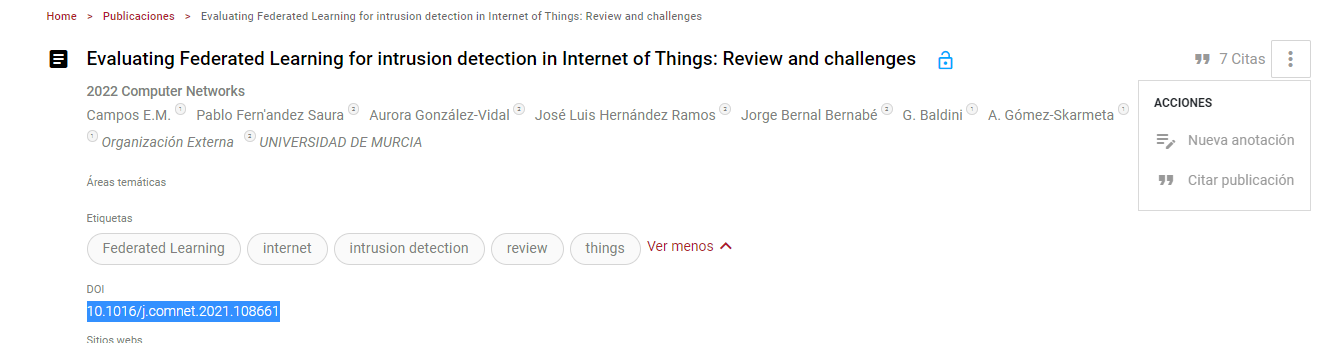 Home > Publicaciones > Evaluating Federated Learning for intrusion detection in Internet of Things: Review and challenges
Evaluating Federated Learning for intrusion detection in Internet of Things: Review and challenges
7 Citas
2022 Computer Networks
ACCIONES
Campos E.M. 1 Pablo Fern'andez Saura 2 Aurora González-Vidal 2 José Luis Hernández Ramos 2 Jorge Bernal Bernabé 2 G. Baldini 1 A. Gómez-Skarmeta 1
1 Organización Externa 2 UNIVERSIDAD DE MURCIA
Nueva anotación
Citar publicación
Áreas temáticas
Etiquetas
Federated Learning internet intrusion detection review things Ver menos
DOI
10.1016/j.comnet.2021.108661
Sitios webs